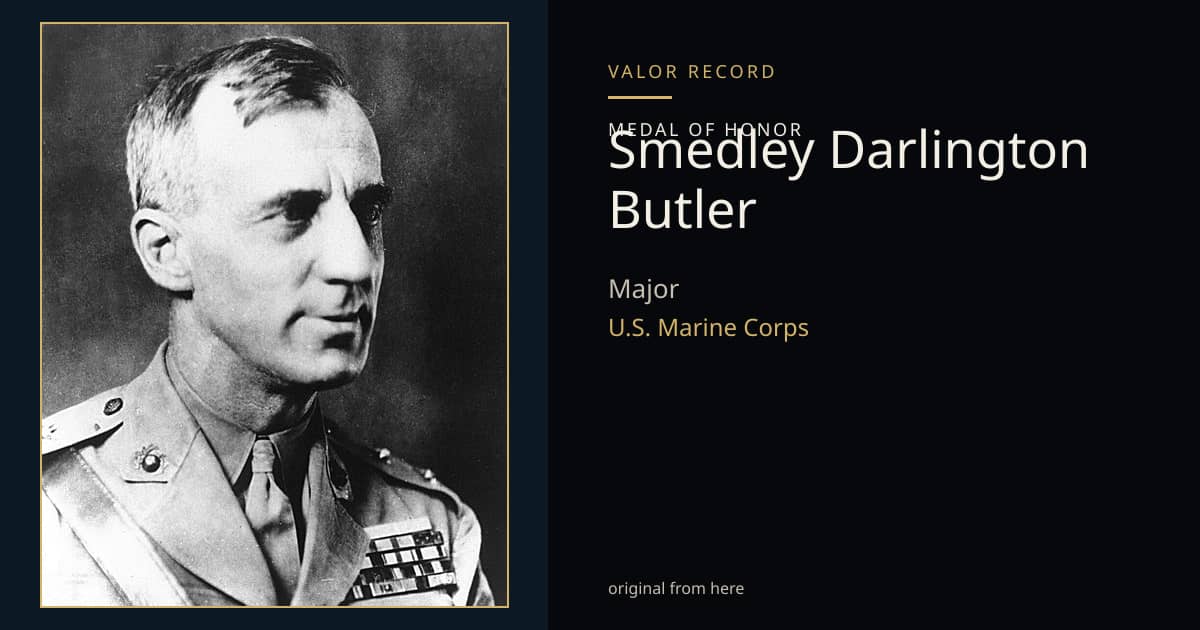 VALOR RECORD
MEDAL OF HONOR
Smedley Darlington
Butler
Major
U.S. Marine Corps
original from here